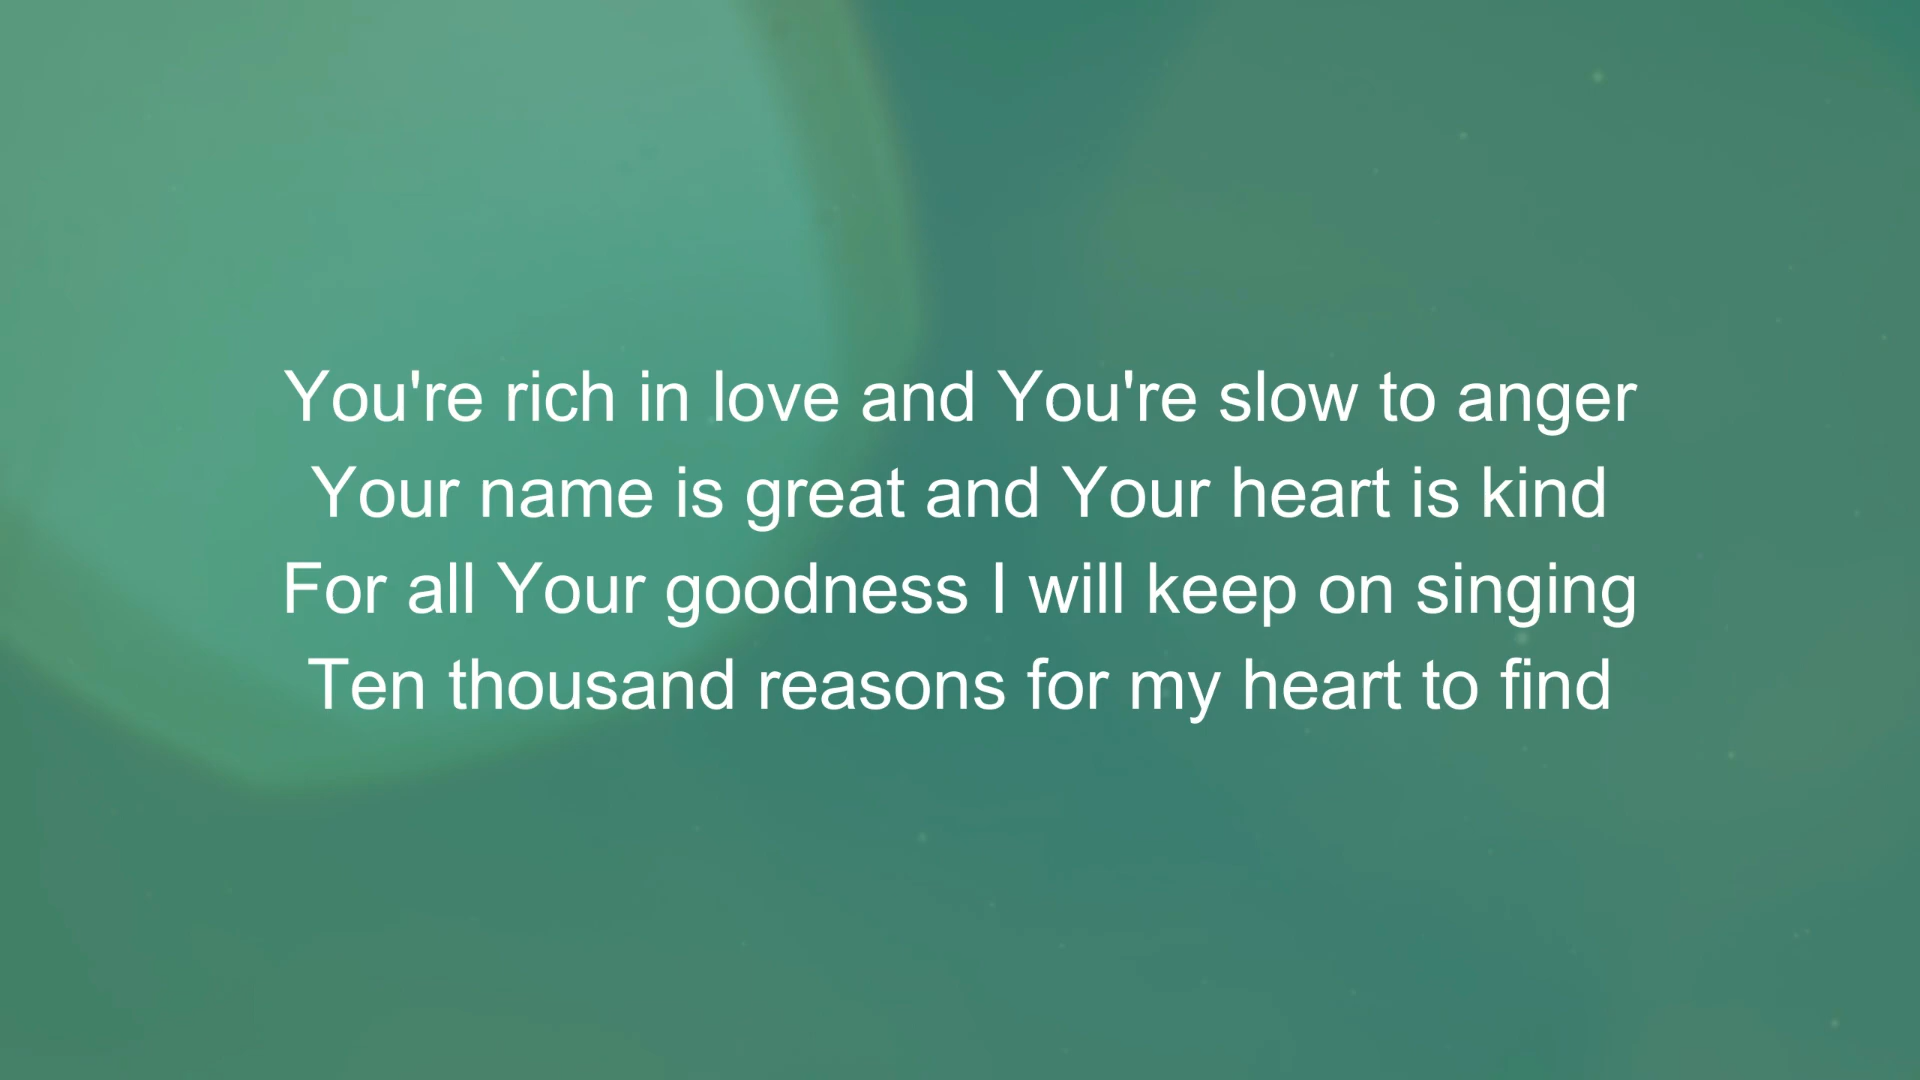 You're rich in love and You're slow to anger
Your name is great and Your heart is kind
For all Your goodness I will keep on singing
Ten thousand reasons for my heart to find